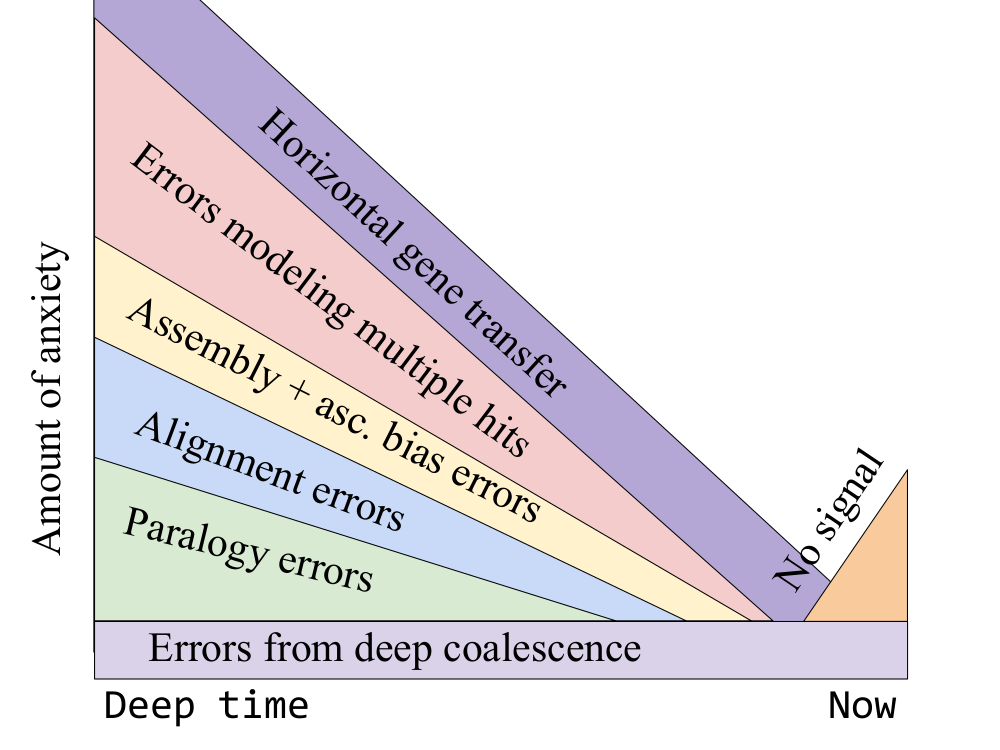 Horizontal gene transfer
Errors modeling multiple hits
Assembly + asc. bias errors
Alignment errors
Paralogy errors
No signal
Errors from deep coalescence
Amount of anxiety
Deep time
Now